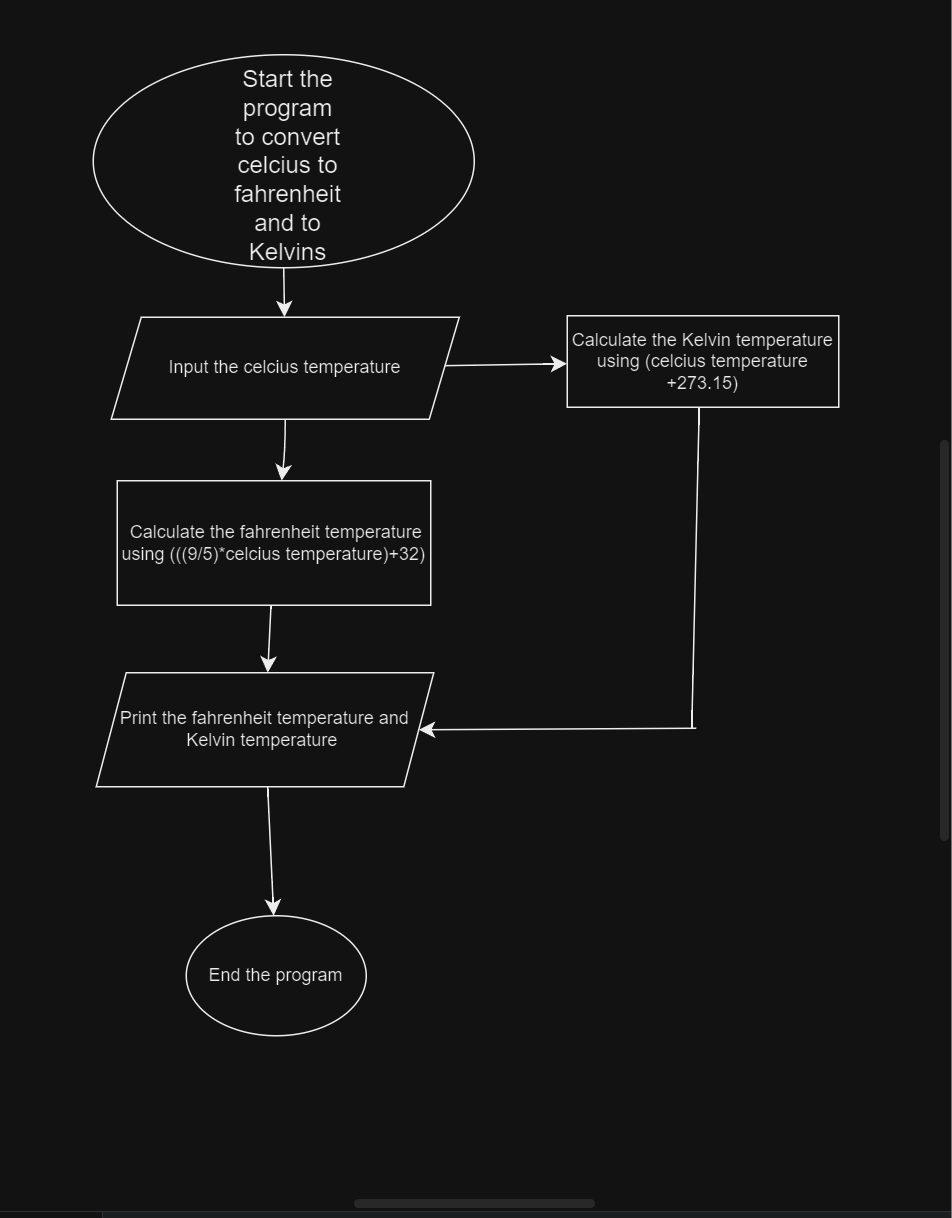 Start the
program
to convert
celcius to
fahrenheit
and to
Kelvins
Input the celcius temperature
Calculate the Kelvin temperature
using (celcius temperature
+273.15)
Calculate the fahrenheit temperature
using (((9/5)*celcius temperature)+32)
Print the fahrenheit temperature and
Kelvin temperature
End the program